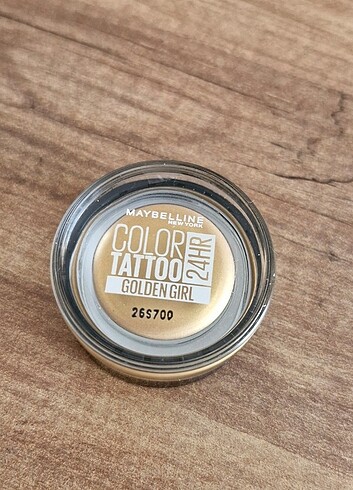 MAYBELLINE
NEW YORK
COLOR
TATTOO
24HR
GOLDEN GIRL
26S700